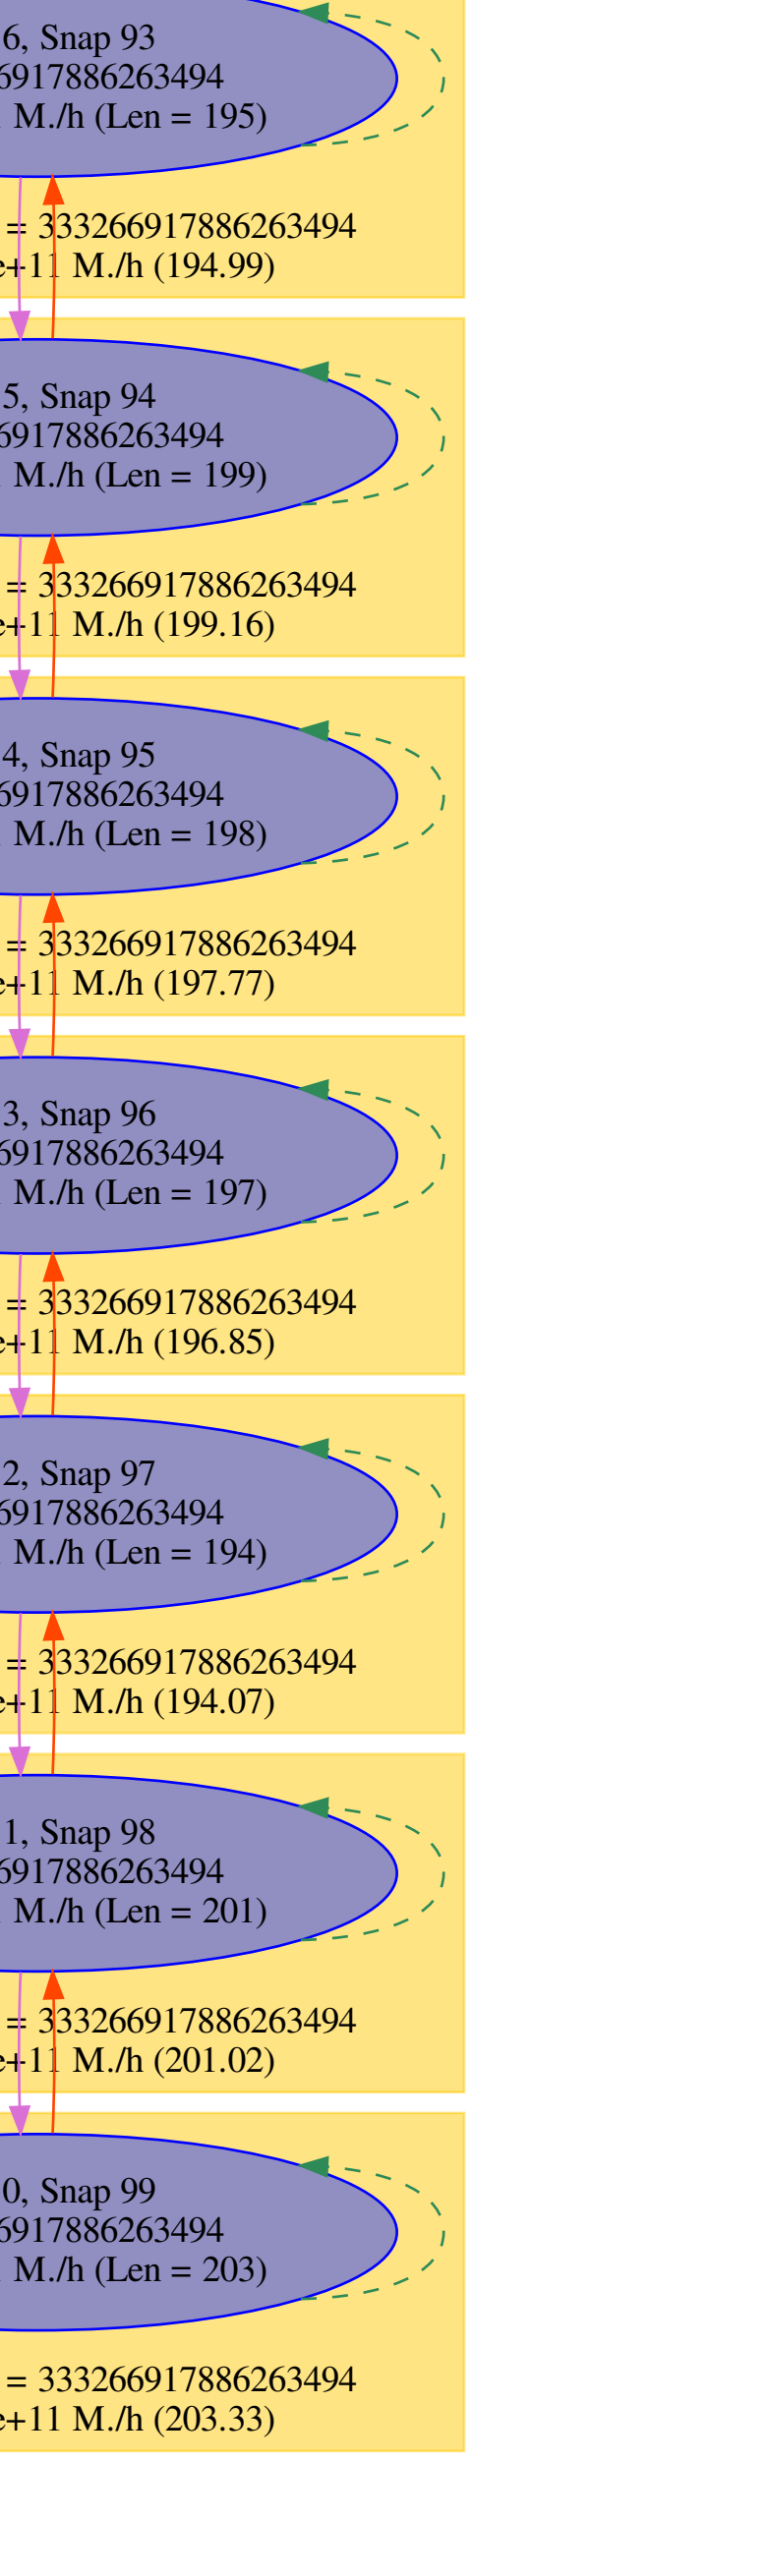 6, Snap 93
6917886263494
M./h (Len = 195)
= 333266917886263494
e+11 M./h (194.99)
5, Snap 94
6917886263494
M./h (Len = 199)
= 333266917886263494
e+11 M./h (199.16)
4, Snap 95
6917886263494
M./h (Len = 198)
= 333266917886263494
e+11 M./h (197.77)
3, Snap 96
6917886263494
M./h (Len = 197)
= 333266917886263494
e+11 M./h (196.85)
2, Snap 97
6917886263494
M./h (Len = 194)
= 333266917886263494
e+11 M./h (194.07)
1, Snap 98
6917886263494
M./h (Len = 201)
= 333266917886263494
e+11 M./h (201.02)
0, Snap 99
6917886263494
M./h (Len = 203)
= 333266917886263494
e+11 M./h (203.33)